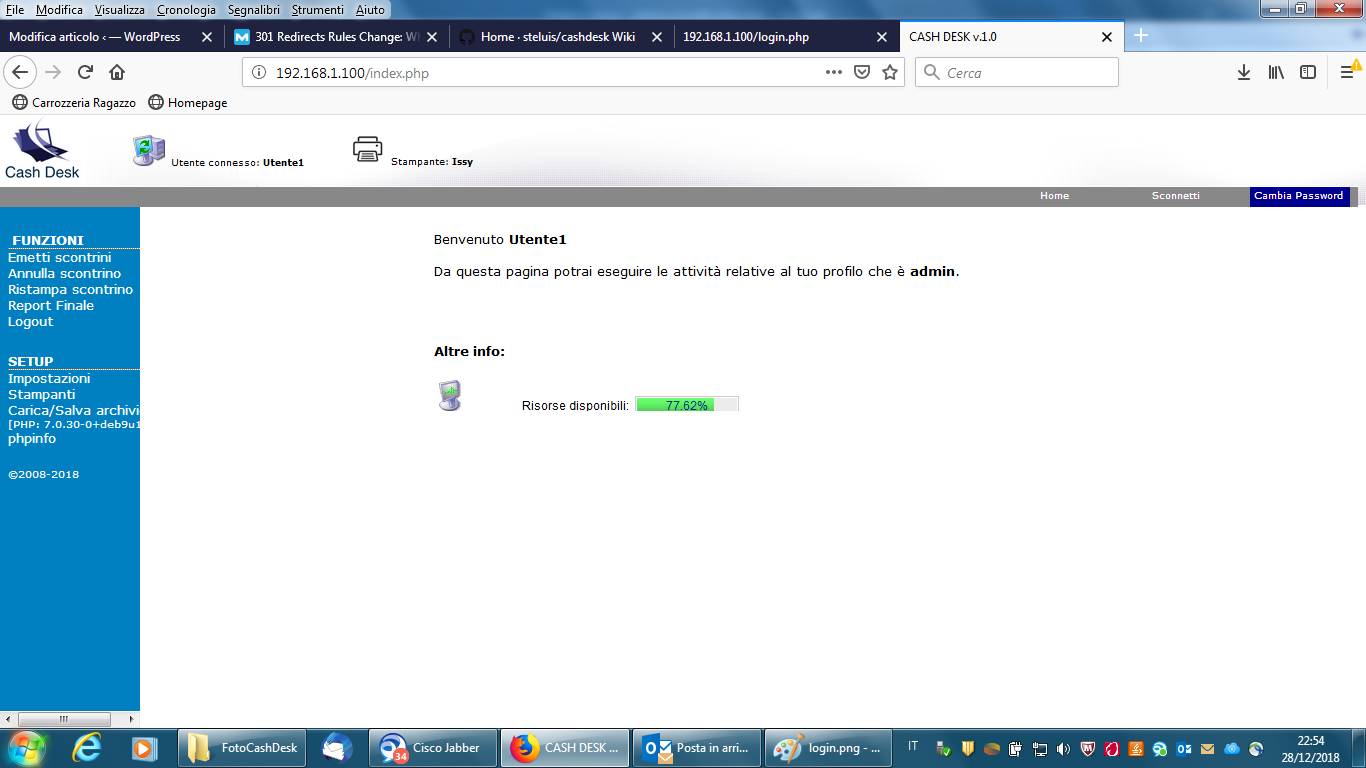 File Modifica Visualizza Cronologia Segnalibri Strumenti Aiuto
Modifica articolo ‹ — WordPress
301 Redirects Rules Change: W
Home · steluis/cashdesk Wiki
192.168.1.100/login.php
CASH DESK v.1.0
192.168.1.100/index.php
Cerca
Carrozzeria Ragazzo
Homepage
Cash Desk
Utente connesso: Utente1
Stampante: Issy
Home
Sconnetti
Cambia Password
FUNZIONI
Emetti scontrini
Annulla scontrino
Ristampa scontrino
Report Finale
Logout
SETUP
Impostazioni
Stampanti
Carica/Salva archivi
[PHP: 7.0.30-0+deb9u1
phpinfo
©2008-2018
Benvenuto Utente1
Da questa pagina potrai eseguire le attività relative al tuo profilo che è admin.
Altre info:
Risorse disponibili: 77.62%
FotoCashDesk
34
Cisco Jabber
CASH DESK ...
Posta in arri...
login.png - ...
IT
22:54
28/12/2018